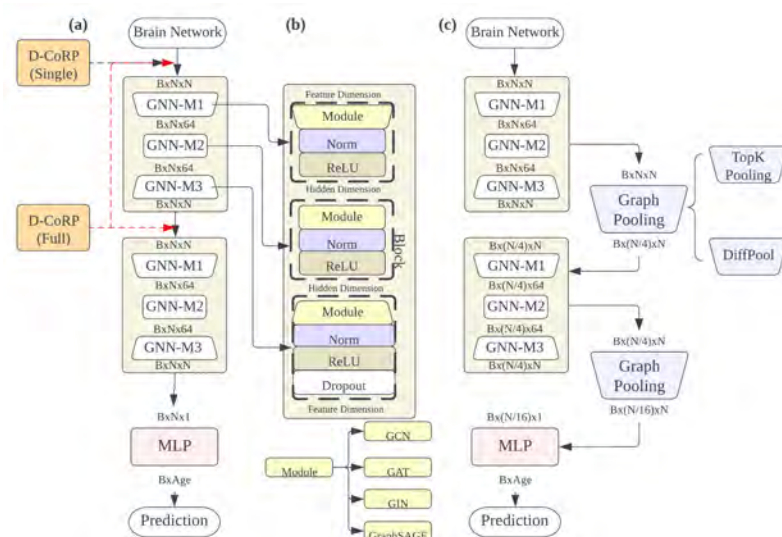 (a)
Brain Network
D-CoRP
(Single)
BxNxN
GNN-M1
BxNx64
GNN-M2
BxNx64
GNN-M3
BxNxN
D-CoRP
(Full)
BxNxN
GNN-M1
BxNx64
GNN-M2
BxNx64
GNN-M3
BxNxN
BxNx1
MLP
BxAge
Prediction
(b)
Feature Dimension
Module
Norm
ReLU
Hidden Dimension
Module
Norm
ReLU
Block
Hidden Dimension
Module
Norm
ReLU
Dropout
Feature Dimension
Module
GCN
GAT
GIN
GraphSAGE
(c)
Brain Network
BxNxN
GNN-M1
BxNx64
GNN-M2
BxNx64
GNN-M3
BxNxN
BxNxN
Graph
Pooling
Bx(N/4)xN
TopK
Pooling
DiffPool
Bx(N/4)xN
GNN-M1
Bx(N/4)x64
GNN-M2
Bx(N/4)x64
GNN-M3
Bx(N/4)xN
Bx(N/4)xN
Graph
Pooling
Bx(N/16)xN
Bx(N/16)x1
MLP
BxAge
Prediction